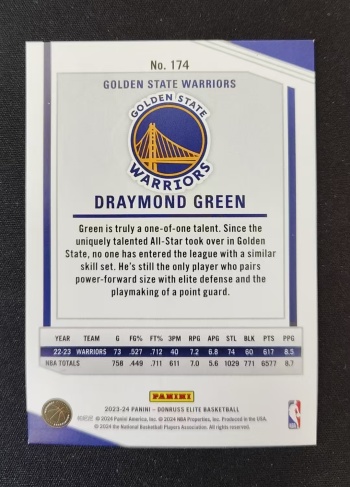 No. 174
GOLDEN STATE WARRIORS
GOLDEN STATE
WARRIORS
DRAYMOND GREEN
Green is truly a one-of-one talent. Since the
uniquely talented All-Star took over in Golden
State, no one has entered the league with a similar
skill set. He's still the only player who pairs
power-forward size with elite defense and the
playmaking of a point guard.
YEAR TEAM G FG% FT% 3PM RPG APG STL BLK PTS PPG
22-23 WARRIORS 73 .527 .712 40 7.2 6.8 74 60 617 8.5
NBA TOTALS 758 .449 .711 611 7.0 5.6 1029 771 6577 8.7
PANINI
2023-24 PANINI – DONRUSS ELITE BASKETBALL
© 2024 Panini America, Inc. © 2024 NBA Properties, Inc. Produced in the USA.
© 2024 the National Basketball Players Association. All rights reserved.
NBA